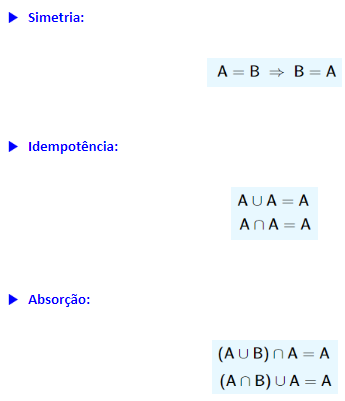 ▶ Simetria:
A = B ⇒ B = A
▶ Idempotência:
A ∪ A = A
A ∩ A = A
▶ Absorção:
(A ∪ B) ∩ A = A
(A ∩ B) ∪ A = A